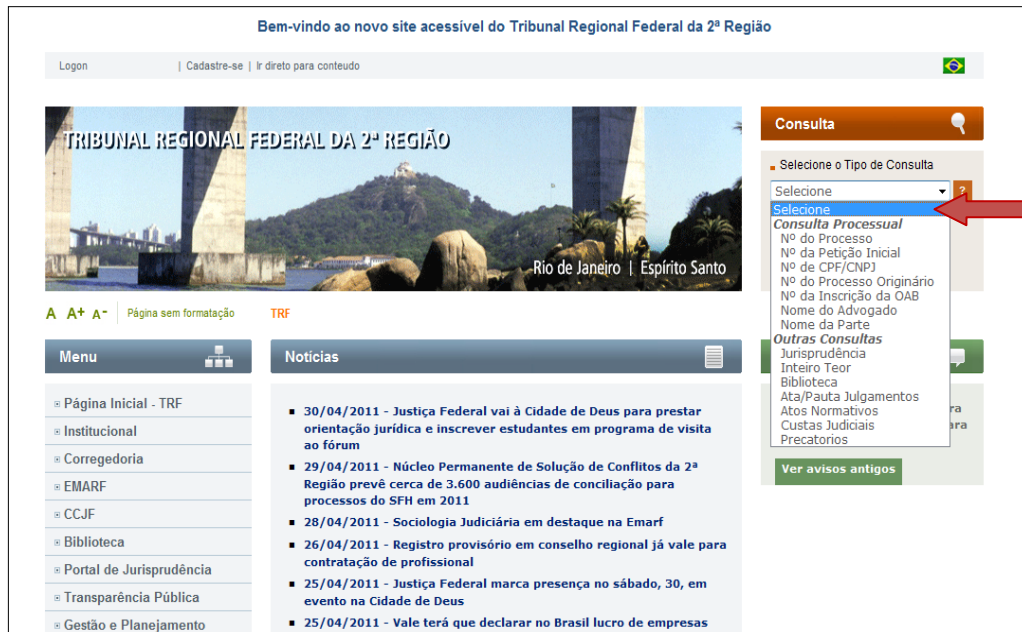 Bem-vindo ao novo site acessível do Tribunal Regional Federal da 2ª Região
Logon | Cadastre-se | Ir direto para conteudo
TRIBUNAL REGIONAL FEDERAL DA 2ª REGIÃO
Rio de Janeiro | Espírito Santo
Consulta
Selecione o Tipo de Consulta
Selecione
?
Selecione
Consulta Processual
Nº do Processo
Nº da Petição Inicial
Nº de CPF/CNPJ
Nº do Processo Originário
Nº da Inscrição da OAB
Nome do Advogado
Nome da Parte
Outras Consultas
Jurisprudência
Inteiro Teor
Biblioteca
Ata/Pauta Julgamentos
Atos Normativos
Custas Judiciais
Precatorios
ra
ara
Ver avisos antigos
A A+ A- Página sem formatação TRF
Menu
Página Inicial - TRF
Institucional
Corregedoria
EMARF
CCJF
Biblioteca
Portal de Jurisprudência
Transparência Pública
Gestão e Planejamento
Notícias
30/04/2011 - Justiça Federal vai à Cidade de Deus para prestar
orientação jurídica e inscrever estudantes em programa de visita
ao fórum
29/04/2011 - Núcleo Permanente de Solução de Conflitos da 2ª
Região prevê cerca de 3.600 audiências de conciliação para
processos do SFH em 2011
28/04/2011 - Sociologia Judiciária em destaque na Emarf
26/04/2011 - Registro provisório em conselho regional já vale para
contratação de profissional
25/04/2011 - Justiça Federal marca presença no sábado, 30, em
evento na Cidade de Deus
25/04/2011 - Vale terá que declarar no Brasil lucro de empresas